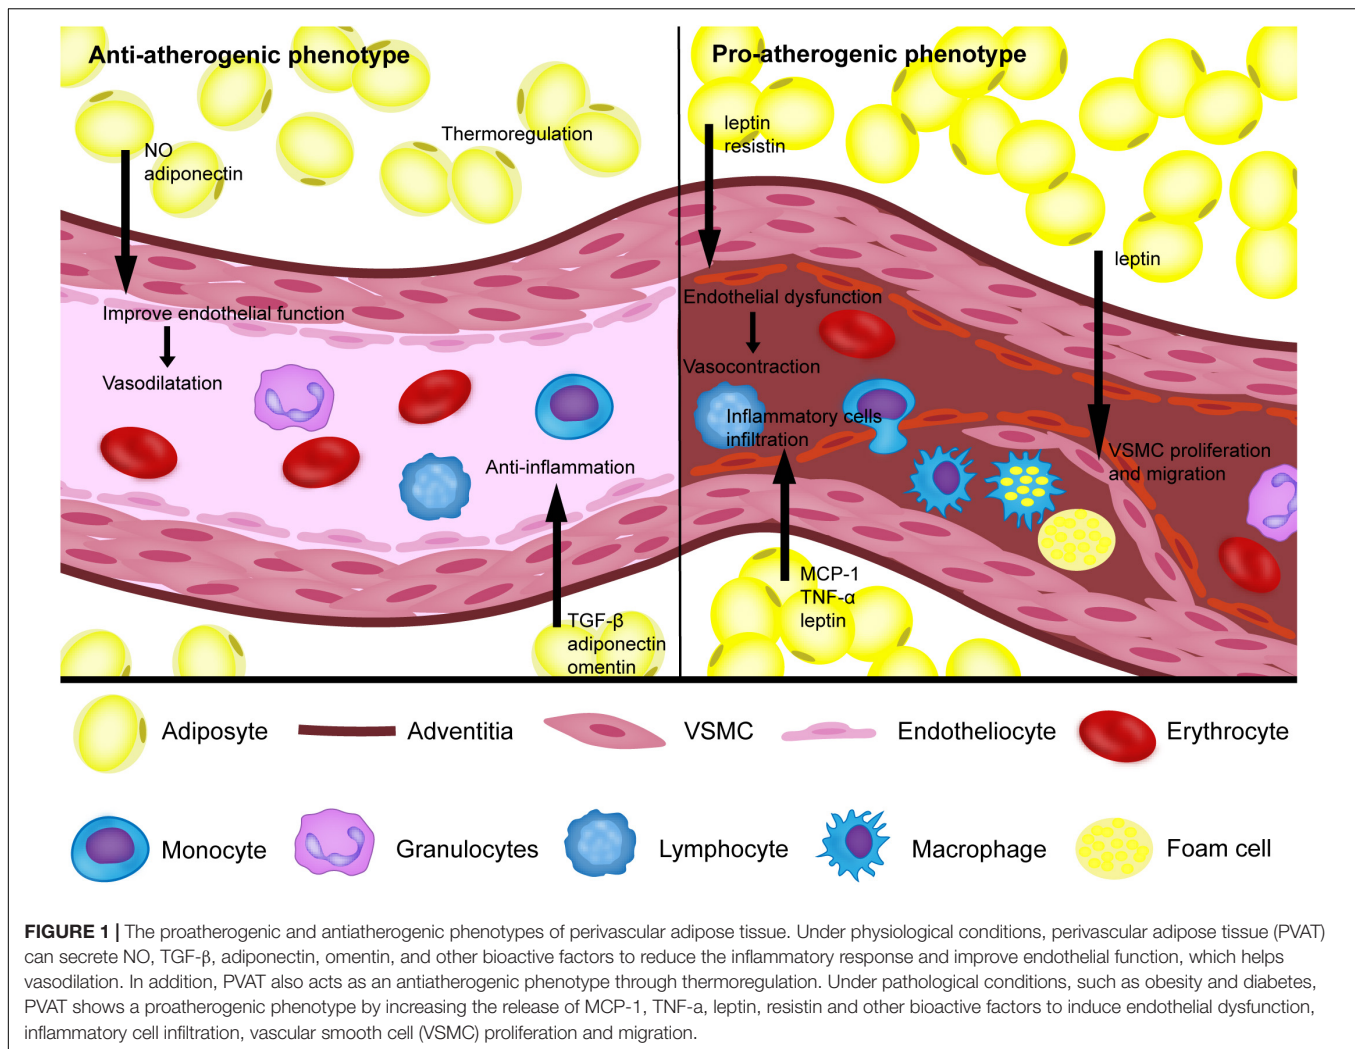 Anti-atherogenic phenotype
Thermoregulation
NO
adiponectin
Improve endothelial function
Vasodilatation
Anti-inflammation
TGF-β
adiponectin
omentin
Pro-atherogenic phenotype
leptin
resistin
leptin
Endothelial dysfunction
Vasocontraction
Inflammatory cells
infiltration
VSMC proliferation
and migration
MCP-1
TNF-α
leptin
Adiposyte
Adventitia
VSMC
Endotheliocyte
Erythrocyte
Monocyte
Granulocytes
Lymphocyte
Macrophage
Foam cell
FIGURE 1 | The proatherogenic and antiatherogenic phenotypes of perivascular adipose tissue. Under physiological conditions, perivascular adipose tissue (PVAT)
can secrete NO, TGF-β, adiponectin, omentin, and other bioactive factors to reduce the inflammatory response and improve endothelial function, which helps
vasodilation. In addition, PVAT also acts as an antiatherogenic phenotype through thermoregulation. Under pathological conditions, such as obesity and diabetes,
PVAT shows a proatherogenic phenotype by increasing the release of MCP-1, TNF-a, leptin, resistin and other bioactive factors to induce endothelial dysfunction,
inflammatory cell infiltration, vascular smooth cell (VSMC) proliferation and migration.